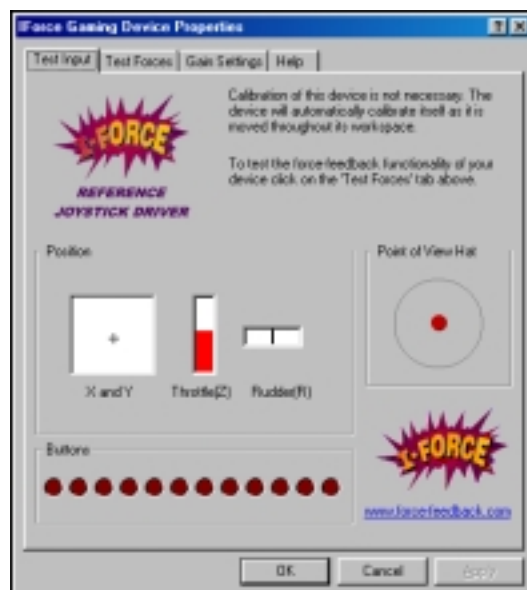 IForce Gaming Device Properties
Test Input Test Forces Gain Settings Help
Calibration of this device is not necessary. The
device will automatically calibrate itself as it is
moved throughout its workspace.
To test the force-feedback functionality of your
device click on the 'Test Forces' tab above.
I-FORCE
REFERENCE
JOYSTICK DRIVER
Position
Point of View Hat
X and Y Throttle(Z) Rudder(R)
Buttons
I-FORCE
www.force-feedback.com
OK Cancel Apply